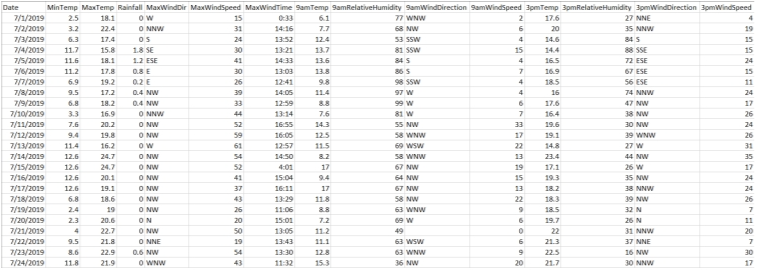 Date MinTemp MaxTemp Rainfall MaxWindDir MaxWindSpeed MaxWindTime 9amTemp 9amRelativeHumidity 9amWindDirection 9amWindSpeed 3pmTemp 3pmRelativeHumidity 3pmWindDirection 3pmWindSpeed
7/1/2019 2.5 18.1 0 W 15 0:33 6.1 77 WNW 2 17.6 27 NNE 4
7/2/2019 3.2 22.4 0 NNW 31 14:16 7.7 68 NW 6 20 35 NNW 19
7/3/2019 6.3 17.4 0 S 24 13:52 12.4 53 SSW 4 14.6 84 S 15
7/4/2019 11.7 15.8 1.8 SE 30 13:21 13.7 81 SSW 15 14.4 88 SSE 15
7/5/2019 11.6 18.1 1.2 ESE 41 14:33 13.6 84 S 4 16.5 72 ESE 24
7/6/2019 11.2 17.8 0.8 E 30 13:03 13.8 86 S 7 16.9 67 ESE 15
7/7/2019 6.9 19.2 0.2 E 26 12:41 9.8 98 SSW 4 18.5 56 ESE 11
7/8/2019 9.5 17.2 0.4 NW 39 14:05 11.4 97 W 4 16 74 NNW 24
7/9/2019 6.8 18.2 0.4 NW 33 12:59 8.8 99 W 6 17.6 47 NW 17
7/10/2019 3.3 16.9 0 NNW 44 13:14 7.6 81 W 7 16.4 38 NW 26
7/11/2019 7.6 20.2 0 NW 52 16:55 14.3 55 NW 33 19.6 30 NW 24
7/12/2019 9.4 19.8 0 NW 59 16:05 12.5 58 WNW 17 19.1 39 WNW 26
7/13/2019 11.4 16.2 0 W 61 12:57 11.5 69 WSW 22 14.8 27 W 31
7/14/2019 12.6 24.7 0 NW 54 14:50 8.2 58 WNW 13 23.4 44 NW 35
7/15/2019 12.6 24.7 0 NW 52 4:01 17 67 NW 19 17.1 26 W 17
7/16/2019 12.6 20.1 0 NW 41 15:04 9.4 64 NW 15 19.3 35 NW 24
7/17/2019 12.6 19.1 0 NW 37 16:11 17 67 NW 13 18.2 38 NNW 24
7/18/2019 6.8 18.6 0 NW 43 13:29 11.8 58 NW 22 18.3 39 NW 26
7/19/2019 2.4 19 0 NW 26 11:06 8.8 63 WNW 9 18.5 32 N 7
7/20/2019 2.3 20.6 0 N 20 15:01 7.2 69 W 6 19.7 26 N 11
7/21/2019 4 22.7 0 NW 50 13:05 11.2 49 0 22 31 NNW 20
7/22/2019 9.5 21.8 0 NNE 19 13:43 11.1 63 WSW 6 21.3 37 NNE 7
7/23/2019 8.6 22.9 0.6 NW 54 13:30 12.8 63 WNW 9 22.5 16 NW 30
7/24/2019 11.8 21.9 0 WNW 43 11:32 15.3 36 NW 20 21.7 30 NNW 17